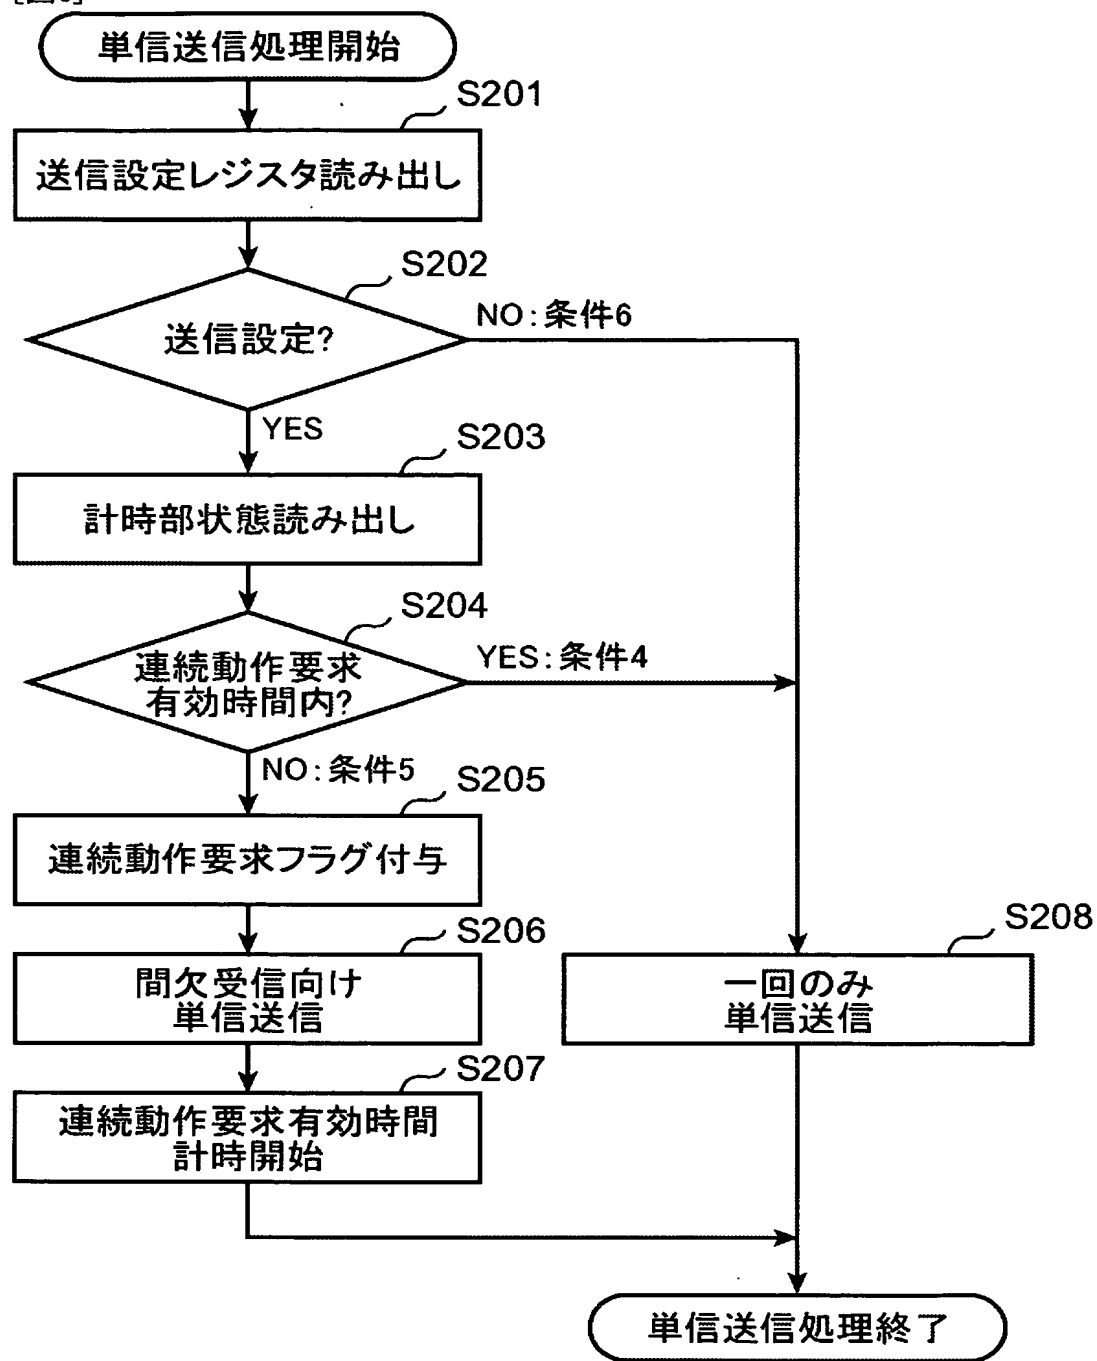 単信送信処理開始
S201
送信設定レジスタ読み出し
S202
送信設定?
NO:条件6
YES
S203
計時部状態読み出し
S204
連続動作要求
有効時間内?
YES:条件4
NO:条件5
S205
連続動作要求フラグ付与
S206
間欠受信向け
単信送信
S208
一回のみ
単信送信
S207
連続動作要求有効時間
計時開始
単信送信処理終了